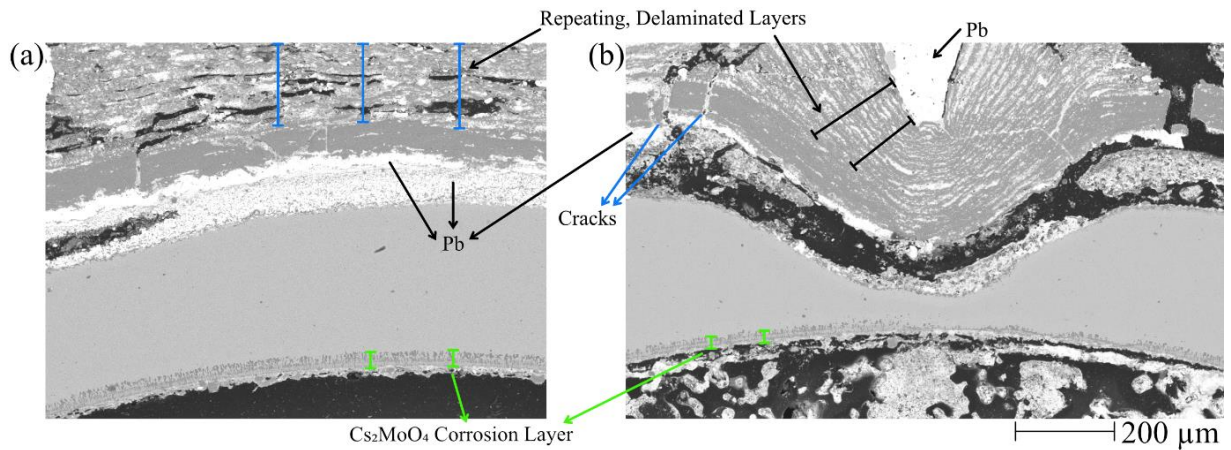 Repeating, Delaminated Layers
Pb
(a)
(b)
Cracks
Pb
Cs₂MoO₄ Corrosion Layer
200 µm